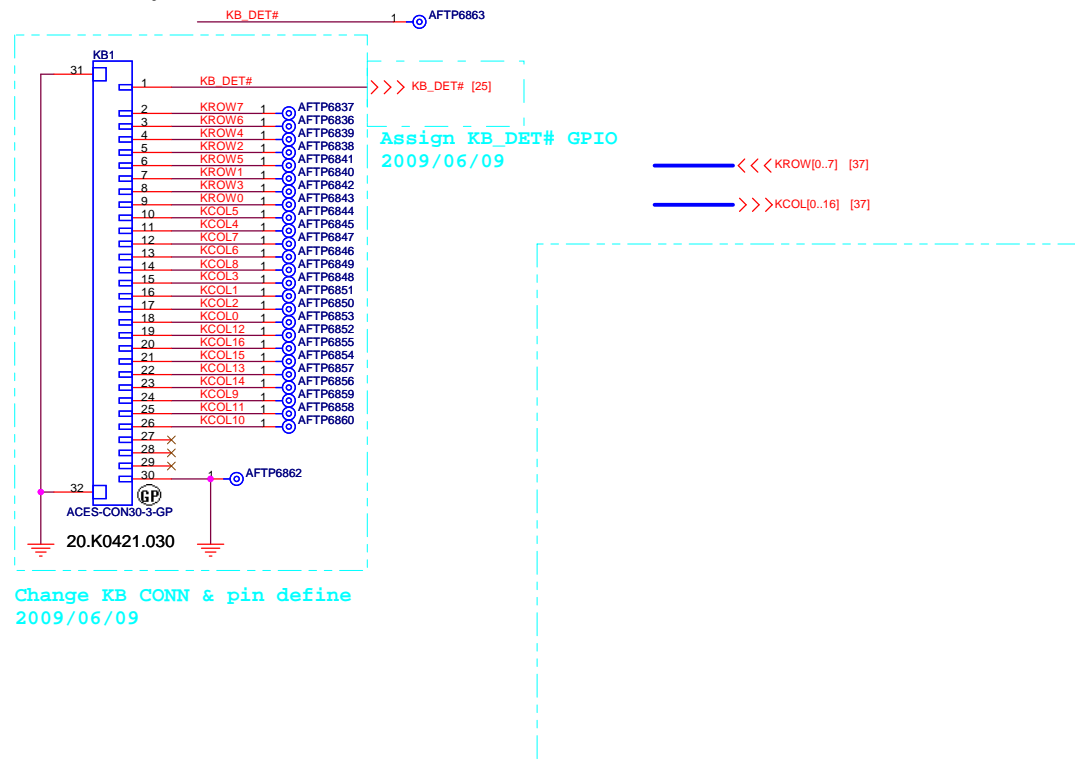 KB_DET# 1 AFTP6863
KB1
31
1 KB_DET# KB_DET# [25]
2 KROW7 1 AFTP6837
3 KROW6 1 AFTP6836
4 KROW4 1 AFTP6839
5 KROW2 1 AFTP6838
6 KROW5 1 AFTP6841
7 KROW1 1 AFTP6840
8 KROW3 1 AFTP6842
9 KROW0 1 AFTP6843
10 KCOL5 1 AFTP6844
11 KCOL4 1 AFTP6845
12 KCOL7 1 AFTP6847
13 KCOL6 1 AFTP6846
14 KCOL8 1 AFTP6849
15 KCOL3 1 AFTP6848
16 KCOL1 1 AFTP6851
17 KCOL2 1 AFTP6850
18 KCOL0 1 AFTP6853
19 KCOL12 1 AFTP6852
20 KCOL16 1 AFTP6855
21 KCOL15 1 AFTP6854
22 KCOL13 1 AFTP6857
23 KCOL14 1 AFTP6856
24 KCOL9 1 AFTP6859
25 KCOL11 1 AFTP6858
26 KCOL10 1 AFTP6860
27
28
29
30 1 AFTP6862
32
GP
ACES-CON30-3-GP
20.K0421.030
Change KB CONN & pin define
2009/06/09
Assign KB_DET# GPIO
2009/06/09
KROW[0..7] [37]
KCOL[0..16] [37]